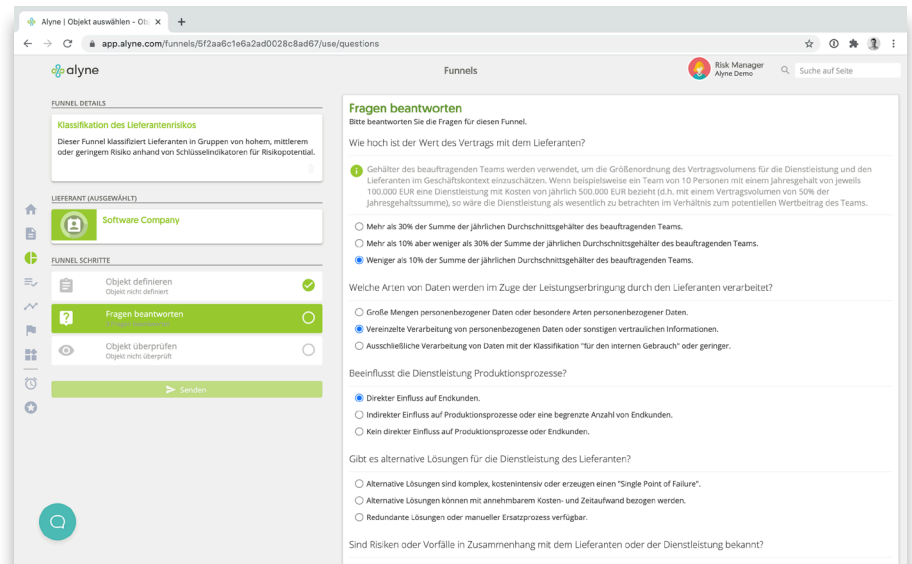 Alyne | Objekt auswählen - Ob
app.alyne.com/funnels/5f2aa6c1e6a2ad0028c8ad67/use/questions
alyne
Funnels
Risk Manager
Alyne Demo
Suche auf Seite
FUNNEL DETAILS
Klassifikation des Lieferantenrisikos
Dieser Funnel klassifiziert Lieferanten in Gruppen von hohem, mittlerem
oder geringem Risiko anhand von Schlüsselindikatoren für Risikopotential.
LIEFERANT (AUSGEWÄHLT)
Software Company
FUNNEL SCHRITTE
Objekt definieren
Objekt nicht definiert
Fragen beantworten
Objekt überprüfen
Objekt nicht überprüft
Senden
Fragen beantworten
Bitte beantworten Sie die Fragen für diesen Funnel.
Wie hoch ist der Wert des Vertrags mit dem Lieferanten?
Gehälter des beauftragenden Teams werden verwendet, um die Größenordnung des Vertragsvolumens für die Dienstleistung und den
Lieferanten im Geschäftskontext einzuschätzen. Wenn beispielsweise ein Team von 10 Personen mit einem Jahresgehalt von jeweils
100.000 EUR eine Dienstleistung mit Kosten von jährlich 500.000 EUR bezieht (d.h. mit einem Vertragsvolumen von 50% der
Jahresgehaltssumme), so wäre die Dienstleistung als wesentlich zu betrachten im Verhältnis zum potentiellen Wertbeitrag des Teams.
Mehr als 30% der Summe der jährlichen Durchschnittsgehälter des beauftragenden Teams.
Mehr als 10% aber weniger als 30% der Summe der jährlichen Durchschnittsgehälter des beauftragenden Teams.
Weniger als 10% der Summe der jährlichen Durchschnittsgehälter des beauftragenden Teams.
Welche Arten von Daten werden im Zuge der Leistungserbringung durch den Lieferanten verarbeitet?
Große Mengen personenbezogener Daten oder besondere Arten personenbezogener Daten.
Vereinzelte Verarbeitung von personenbezogenen Daten oder sonstigen vertraulichen Informationen.
Ausschließliche Verarbeitung von Daten mit der Klassifikation "für den internen Gebrauch" oder geringer.
Beeinflusst die Dienstleistung Produktionsprozesse?
Direkter Einfluss auf Endkunden.
Indirekter Einfluss auf Produktionsprozesse oder eine begrenzte Anzahl von Endkunden.
Kein direkter Einfluss auf Produktionsprozesse oder Endkunden.
Gibt es alternative Lösungen für die Dienstleistung des Lieferanten?
Alternative Lösungen sind komplex, kostenintensiv oder erzeugen einen "Single Point of Failure".
Alternative Lösungen können mit annehmbarem Kosten- und Zeitaufwand bezogen werden.
Redundante Lösungen oder manueller Ersatzprozess verfügbar.
Sind Risiken oder Vorfälle in Zusammenhang mit dem Lieferanten oder der Dienstleistung bekannt?